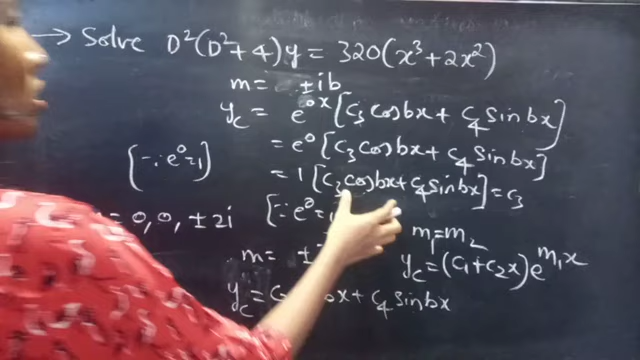 → Solve D²(D²+4)y = 320(x³+2x²)
m = ±ib
y_c = e^{0x}[c₃cosbx + c₄sinbx]
= e⁰[c₃cosbx + c₄sinbx]
[∵e⁰=1]
= 1[c₃cosbx+c₄sinbx] = c₃
= 0, 0, ±2i
[∵e⁰=
m₁=m₂
m = ±
y_c = (c₁+c₂x)e^{m₁x}
y_c = bx + c₄sinbx